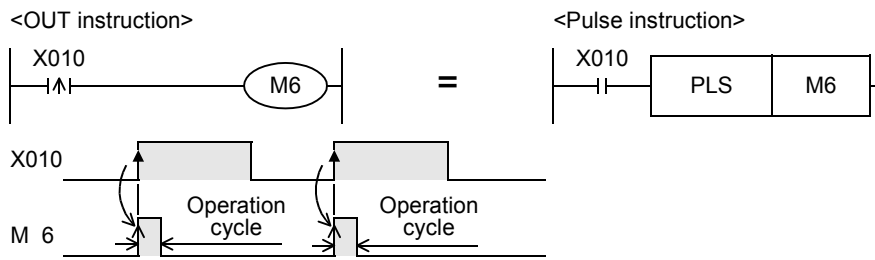 <OUT instruction>
<Pulse instruction>
X010
M6
=
X010
PLS
M6
X010
Operation cycle
Operation cycle
M 6